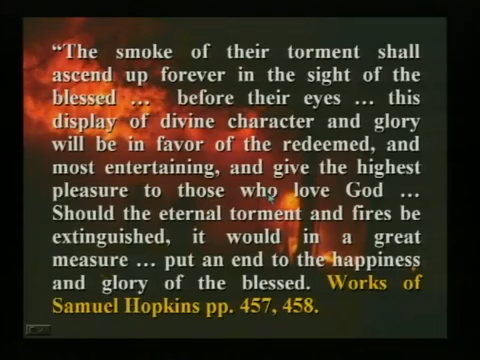 “The smoke of their torment shall
ascend up forever in the sight of the
blessed … before their eyes … this
display of divine character and glory
will be in favor of the redeemed, and
most entertaining, and give the highest
pleasure to those who love God …
Should the eternal torment and fires be
extinguished, it would in a great
measure … put an end to the happiness
and glory of the blessed. Works of
Samuel Hopkins pp. 457, 458.